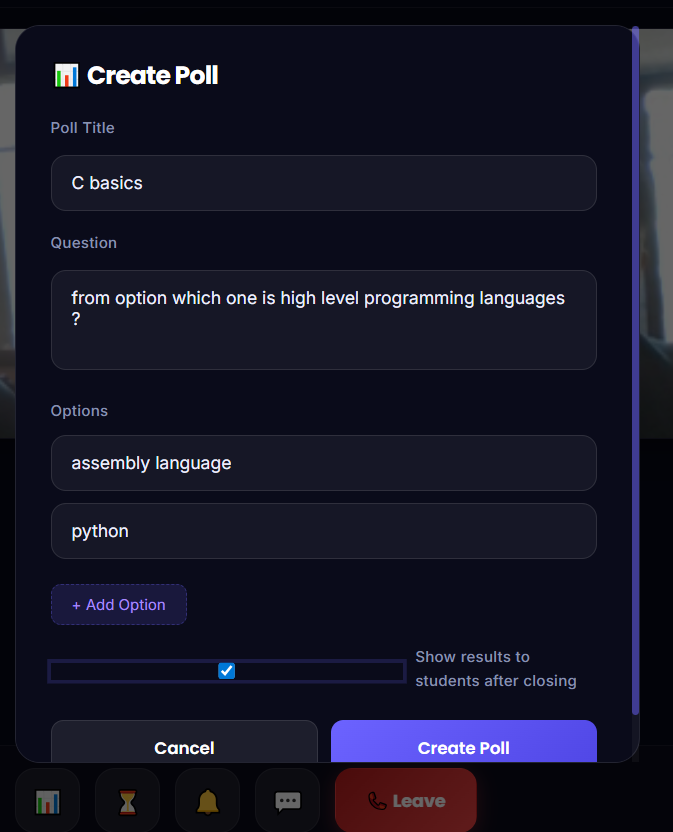 Create Poll
Poll Title
C basics
Question
from option which one is high level programming languages
?
Options
assembly language
python
+ Add Option
Show results to
students after closing
Cancel
Create Poll
Leave